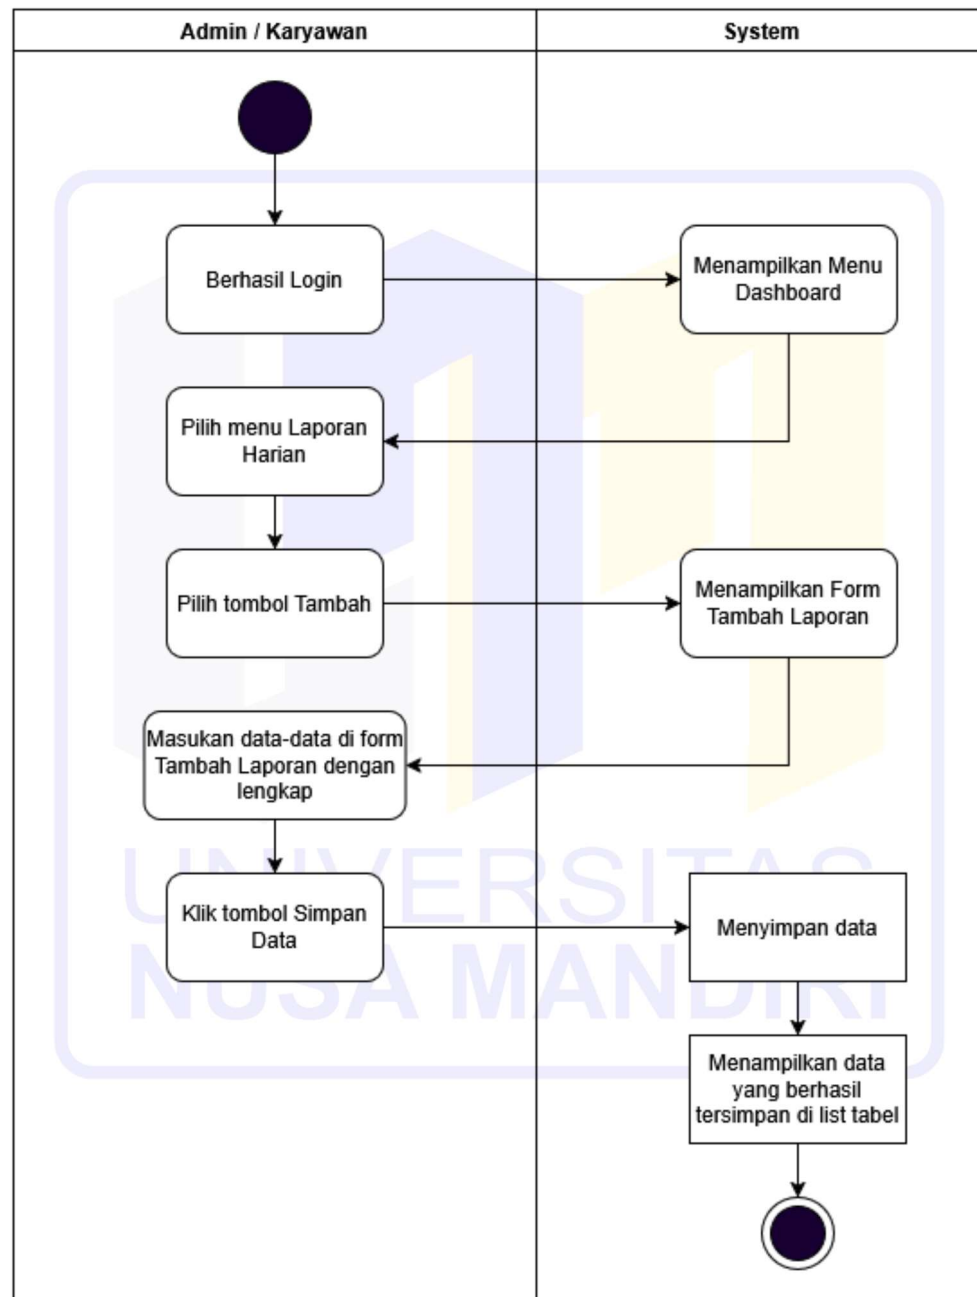 Admin / Karyawan
System
Berhasil Login
Menampilkan Menu
Dashboard
Pilih menu Laporan
Harian
Pilih tombol Tambah
Menampilkan Form
Tambah Laporan
Masukan data-data di form
Tambah Laporan dengan
lengkap
Klik tombol Simpan
Data
Menyimpan data
Menampilkan data
yang berhasil
tersimpan di list tabel
UNIVERSITAS
NUSA MANDIRI